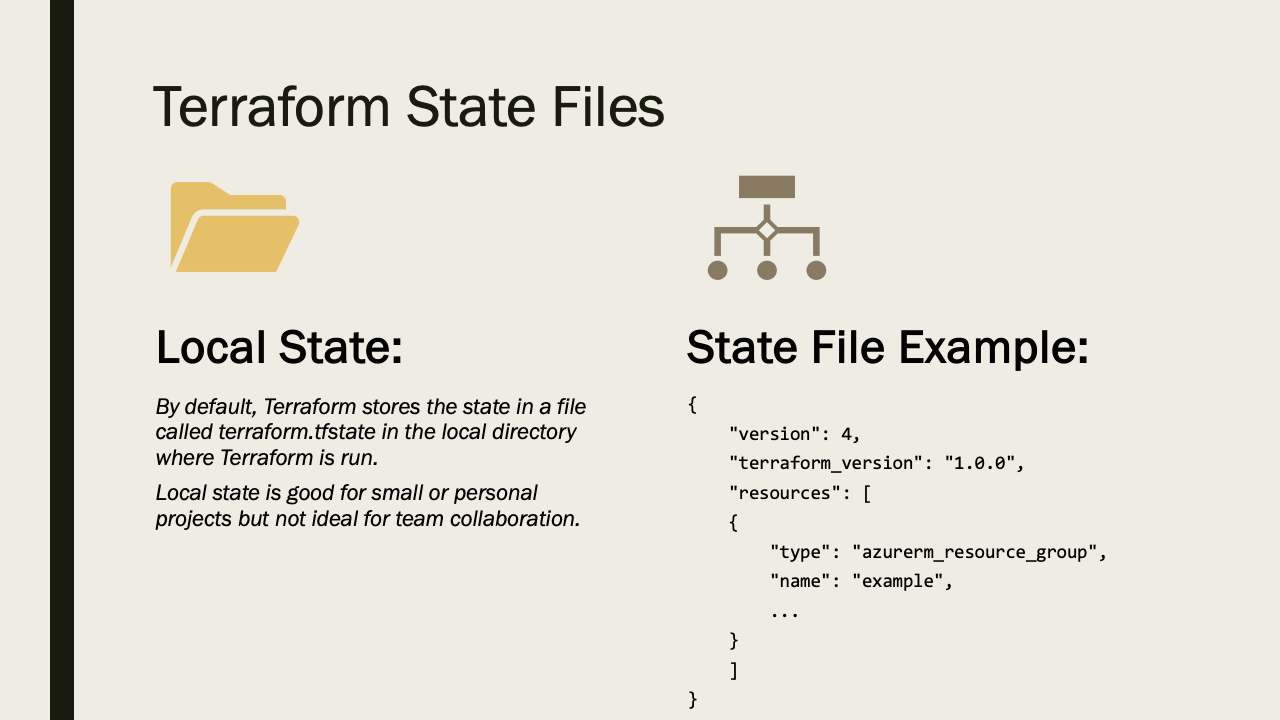 Terraform State Files
Local State:
By default, Terraform stores the state in a file
called terraform.tfstate in the local directory
where Terraform is run.
Local state is good for small or personal
projects but not ideal for team collaboration.
State File Example:
{
    "version": 4,
    "terraform_version": "1.0.0",
    "resources": [
    {
        "type": "azurerm_resource_group",
        "name": "example",
        ...
    }
    ]
}